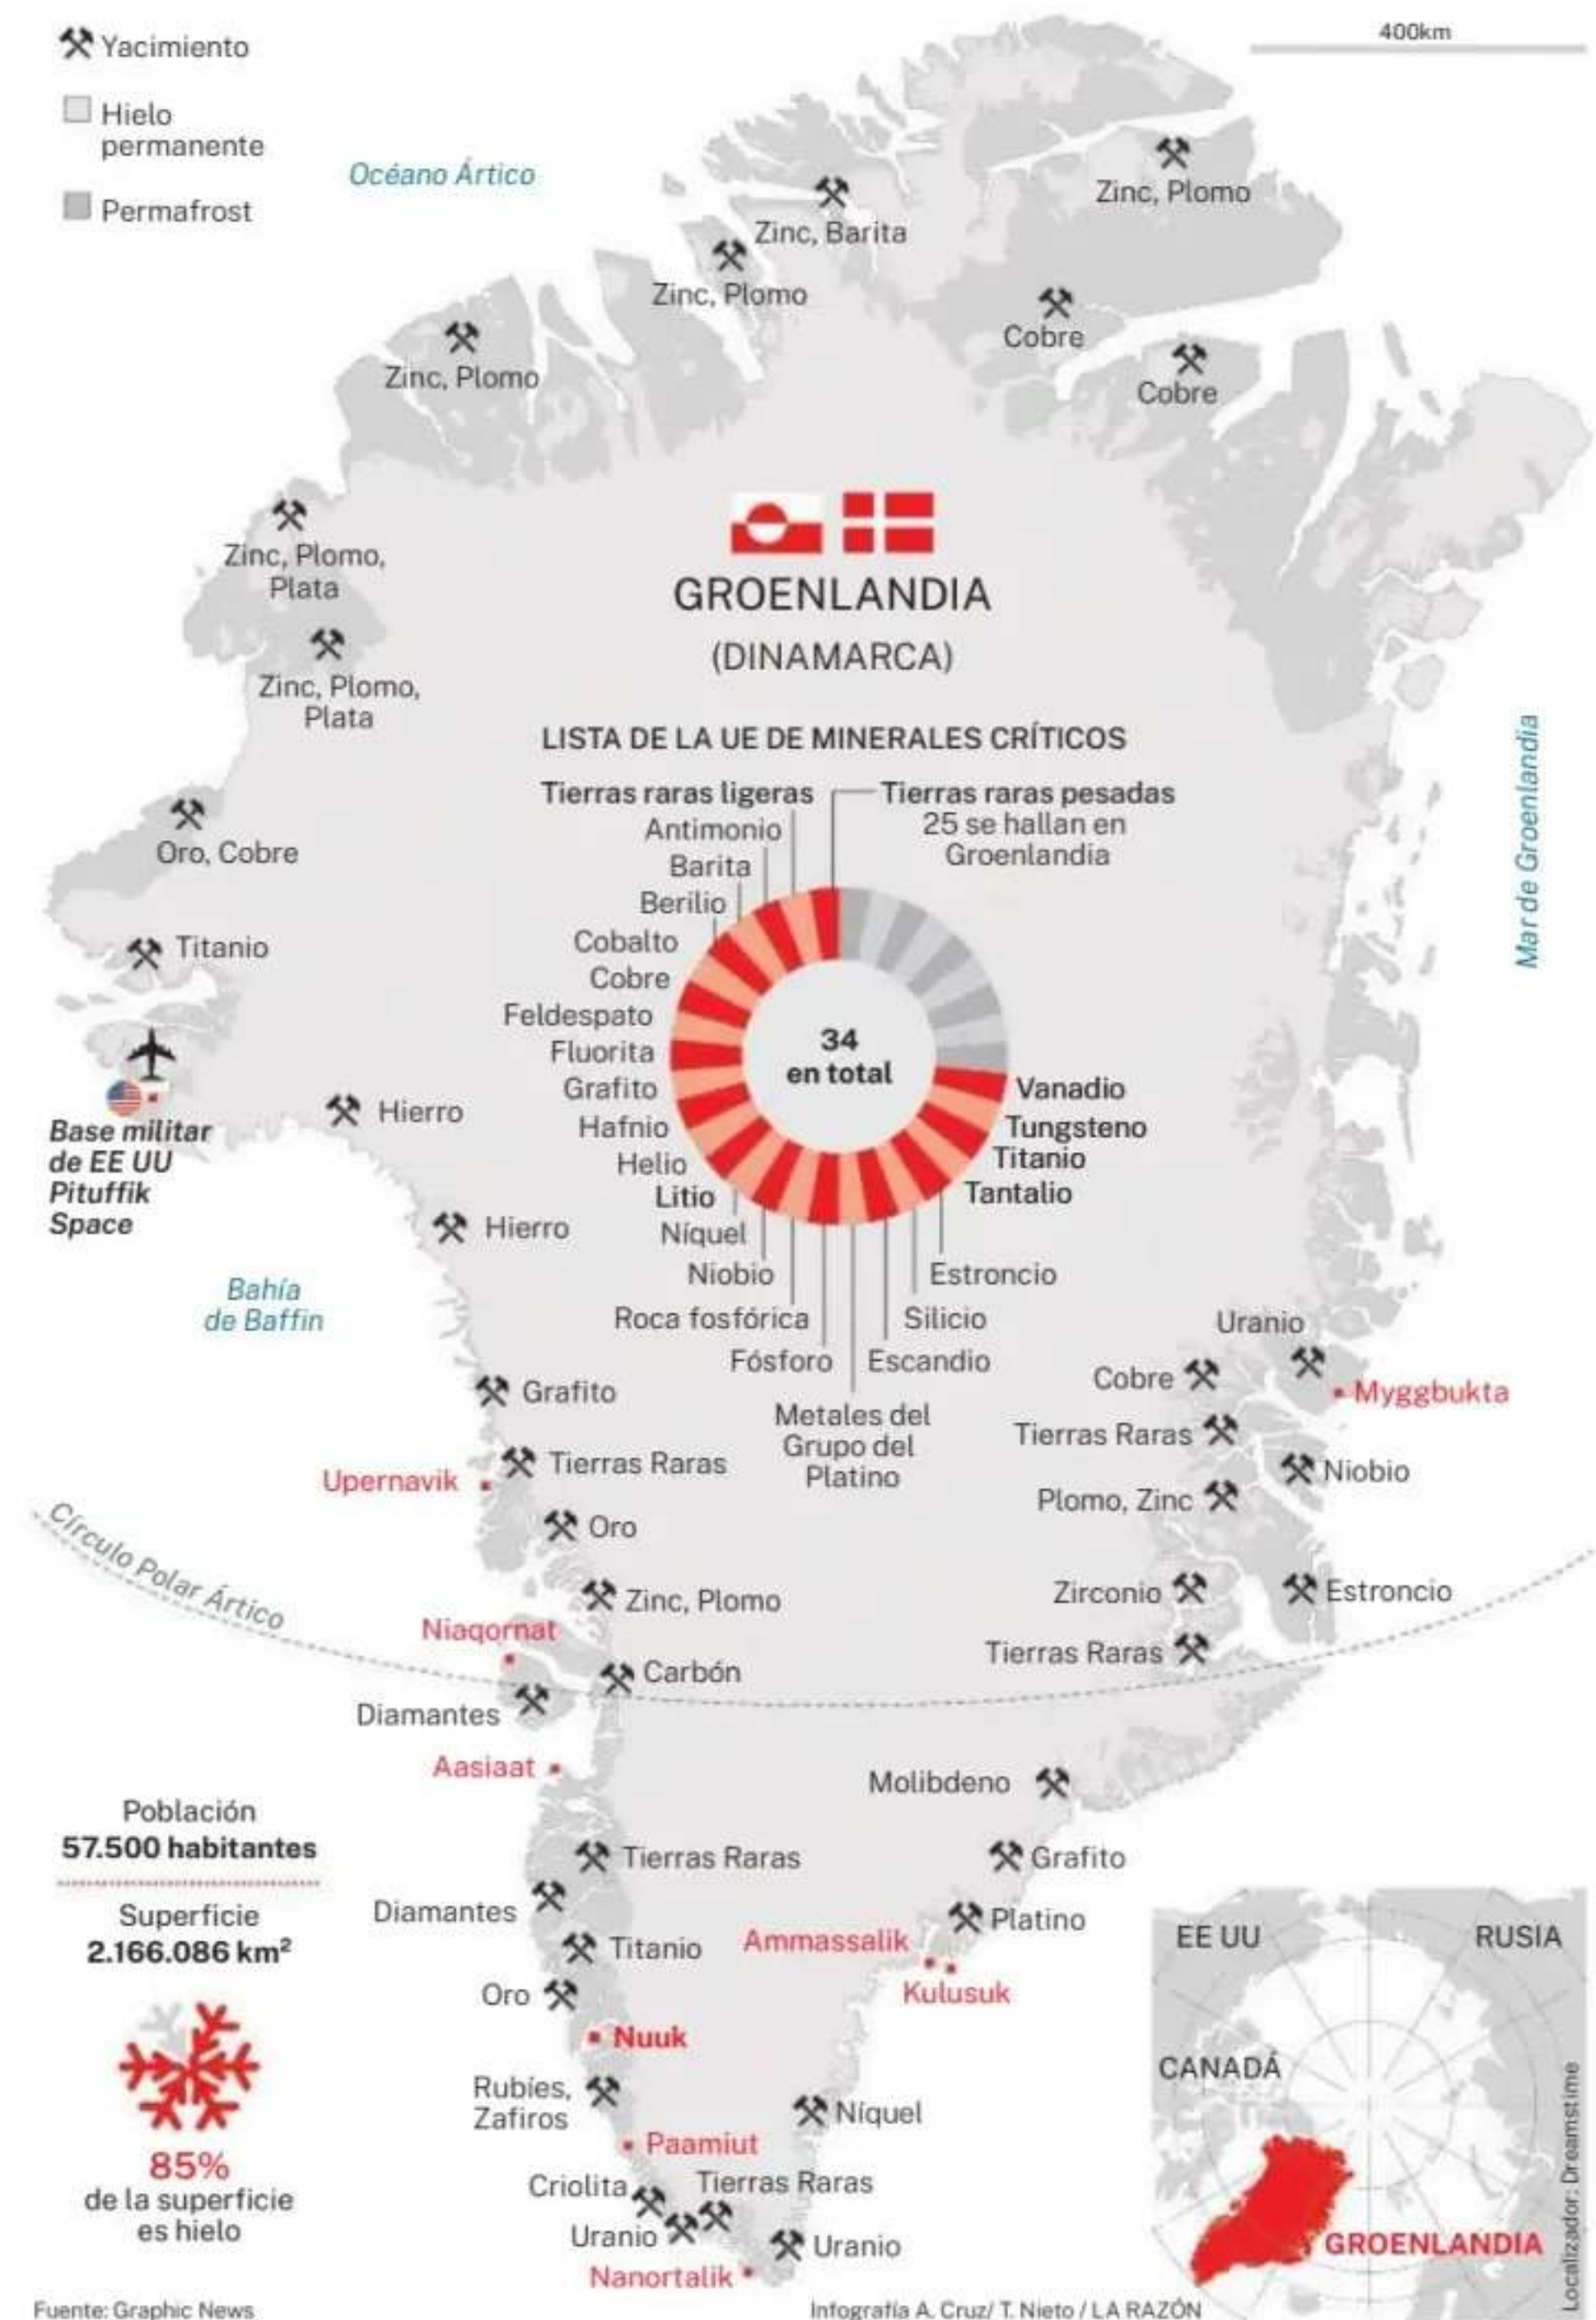 Yacimiento
Hielo
permanente
Permafrost
400km
Océano Ártico
Zinc, Plomo
Zinc, Barita
Zinc, Plomo
Cobre
Zinc, Plomo
Cobre
Zinc, Plomo,
Plata
GROENLANDIA
(DINAMARCA)
Zinc, Plomo,
Plata
Mar de Groenlandia
LISTA DE LA UE DE MINERALES CRÍTICOS
Tierras raras ligeras
Tierras raras pesadas
25 se hallan en
Groenlandia
Antimonio
Barita
Berilio
Cobalto
Cobre
Feldespato
Fluorita
Grafito
Hafnio
Helio
Litio
Níquel
Niobio
Roca fosfórica
Fósforo
Metales del
Grupo del
Platino
Escandio
Silicio
Estroncio
Tantalio
Titanio
Tungsteno
Vanadio
34
en total
Oro, Cobre
Titanio
Base militar
de EE UU
Pituffik
Space
Hierro
Hierro
Bahía
de Baffin
Uranio
Cobre
Myggbukta
Grafito
Tierras Raras
Tierras Raras
Niobio
Upernavik
Plomo, Zinc
Oro
Círculo Polar Ártico
Zirconio
Estroncio
Zinc, Plomo
Niaqornat
Tierras Raras
Carbón
Diamantes
Aasiaat
Molibdeno
Población
57.500 habitantes
Superficie
2.166.086 km²
85%
de la superficie
es hielo
Tierras Raras
Grafito
Diamantes
Platino
Titanio
Ammassalik
Kulusuk
Oro
Nuuk
Rubíes,
Zafiros
Níquel
Paamiut
Criolita
Tierras Raras
Uranio
Uranio
Nanortalik
EE UU
RUSIA
CANADÁ
GROENLANDIA
Localizador: Dreamstime
Fuente: Graphic News
Infografía A. Cruz/ T. Nieto / LA RAZÓN